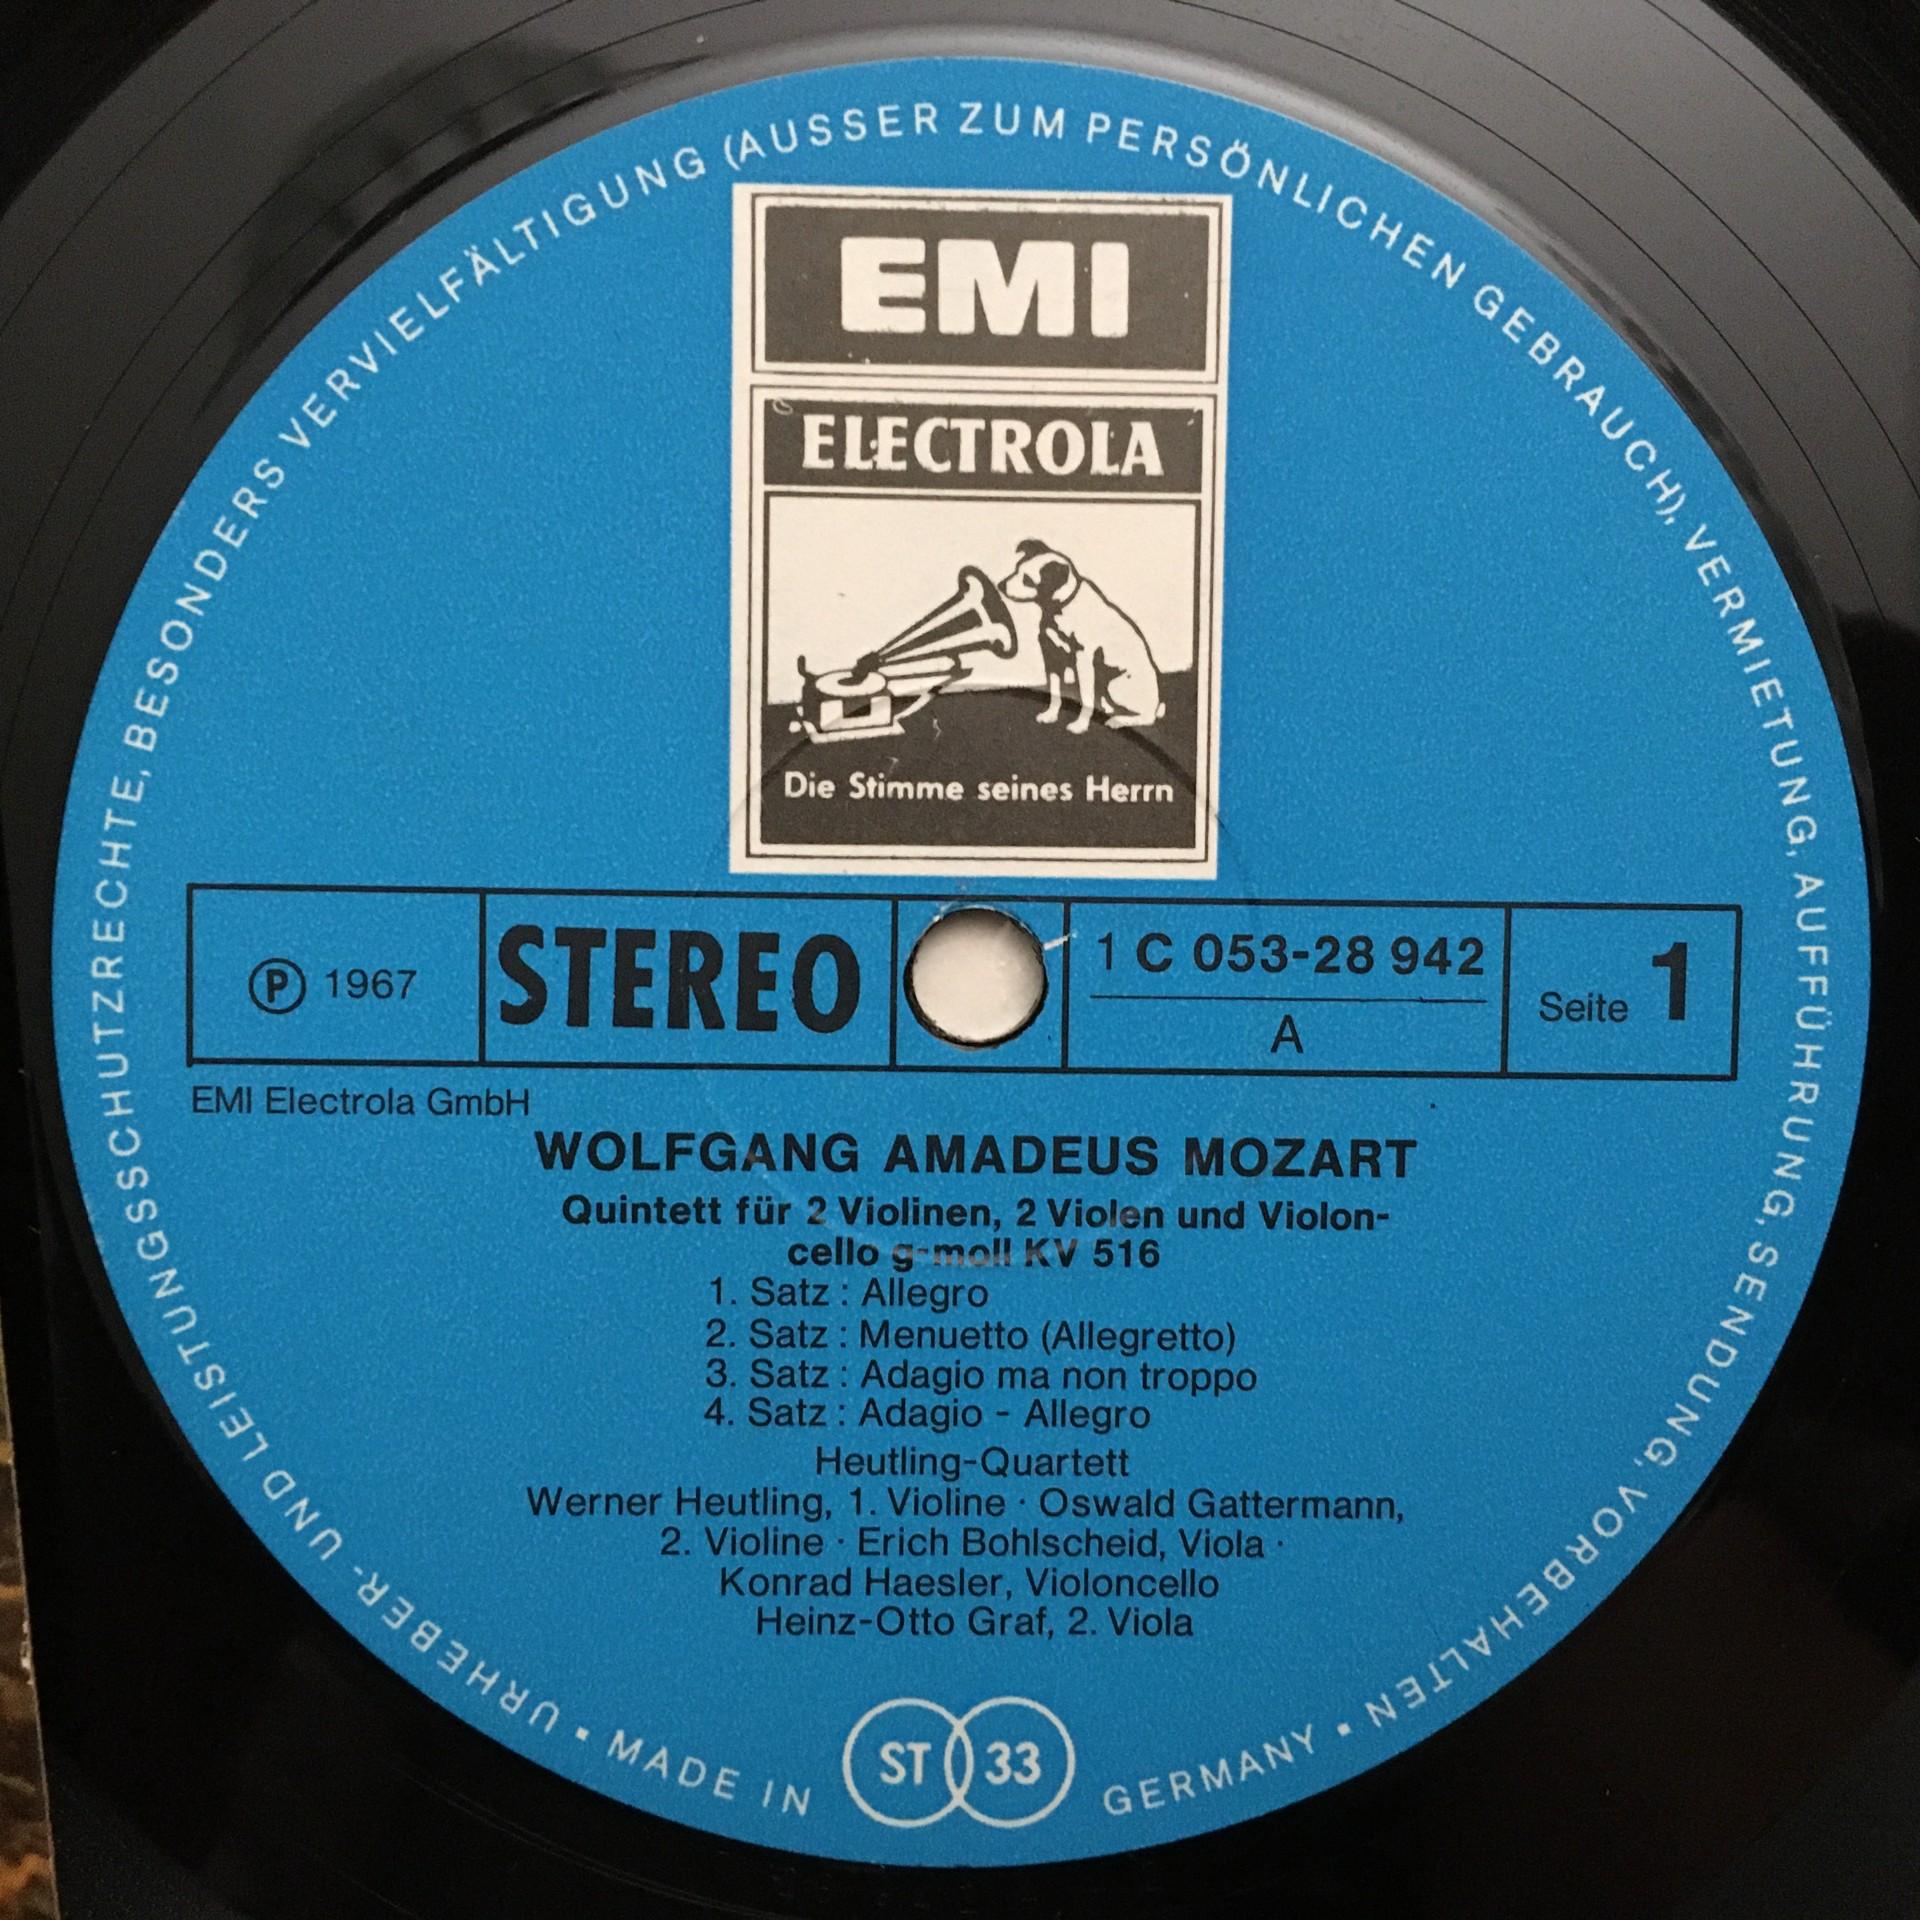 URHEBER- UND LEISTUNGSSCHUTZRECHTE, BESONDERS VERVIELFÄLTIGUNG (AUSSER ZUM PERSÖNLICHEN GEBRAUCH), VERMIETUNG, AUFFÜHRUNG, SENDUNG, VORBEHALTEN ▪
EMI
ELECTROLA
Die Stimme seines Herrn
Ⓟ 1967
STEREO
1 C 053-28 942
A
Seite 1
EMI Electrola GmbH
WOLFGANG AMADEUS MOZART
Quintett für 2 Violinen, 2 Violen und Violon-
cello g-moll KV 516
1. Satz : Allegro
2. Satz : Menuetto (Allegretto)
3. Satz : Adagio ma non troppo
4. Satz : Adagio - Allegro
Heutling-Quartett
Werner Heutling, 1. Violine · Oswald Gattermann,
2. Violine · Erich Bohlscheid, Viola ·
Konrad Haesler, Violoncello
Heinz-Otto Graf, 2. Viola
ST 33
▪ MADE IN GERMANY